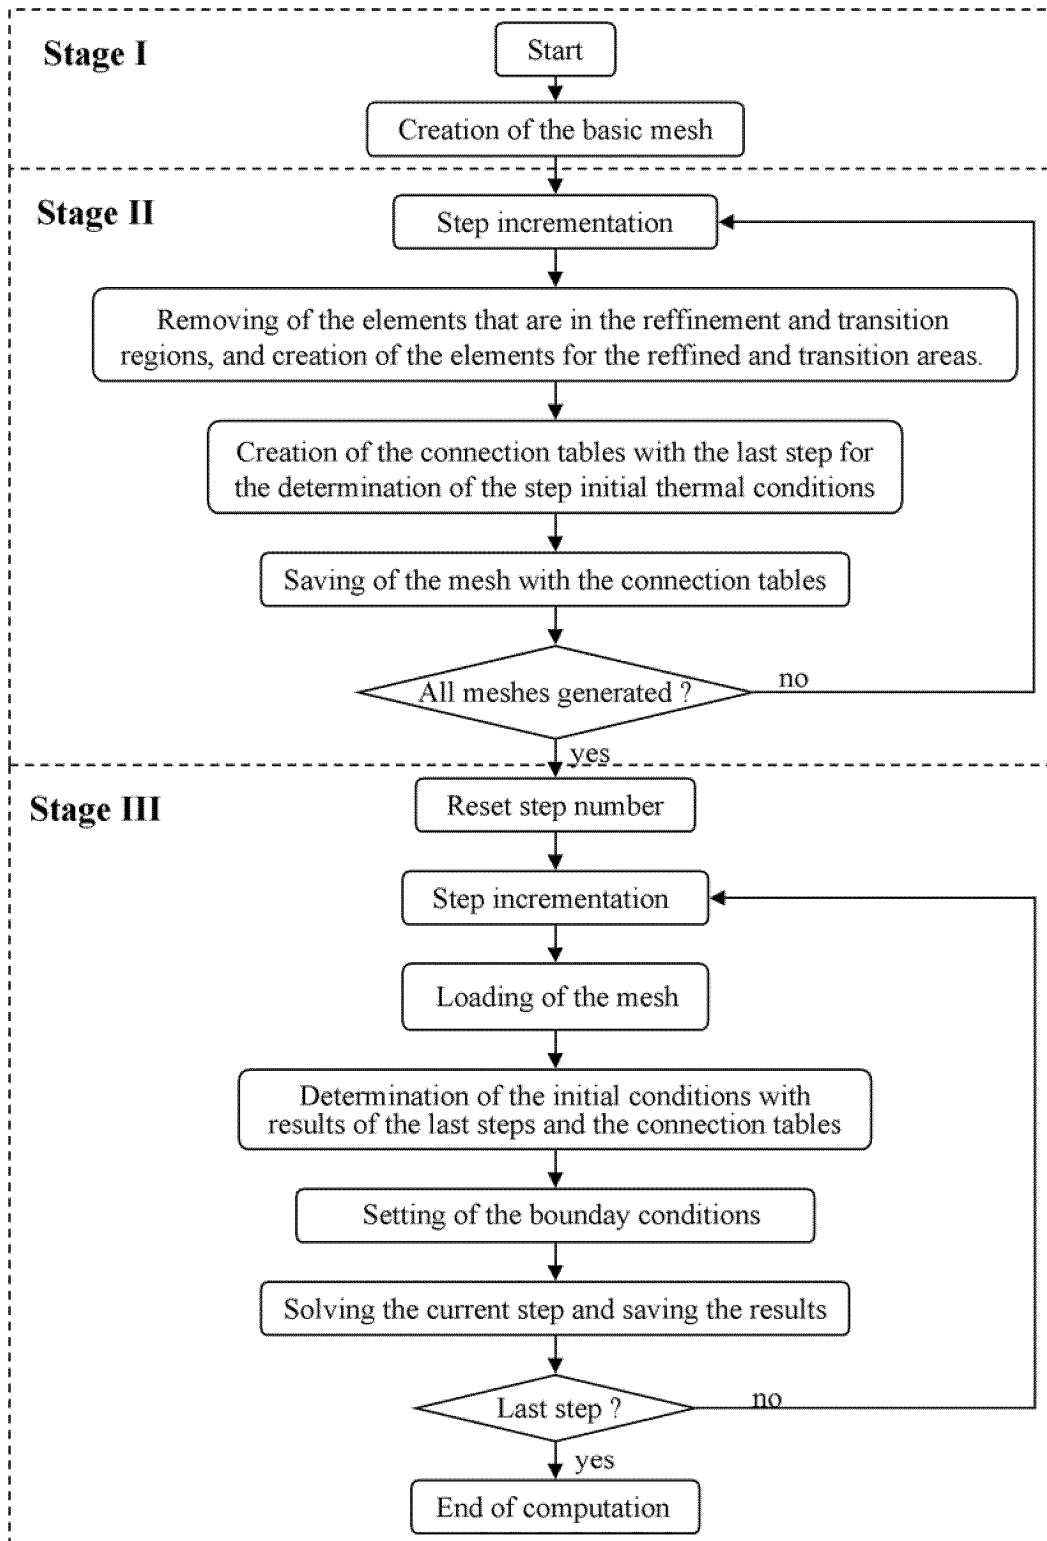 Stage I
Start
Creation of the basic mesh
Stage II
Step incrementation
Removing of the elements that are in the reffinement and transition
regions, and creation of the elements for the reffined and transition areas.
Creation of the connection tables with the last step for
the determination of the step initial thermal conditions
Saving of the mesh with the connection tables
All meshes generated ?
no
yes
Stage III
Reset step number
Step incrementation
Loading of the mesh
Determination of the initial conditions with
results of the last steps and the connection tables
Setting of the bounday conditions
Solving the current step and saving the results
Last step ?
no
yes
End of computation